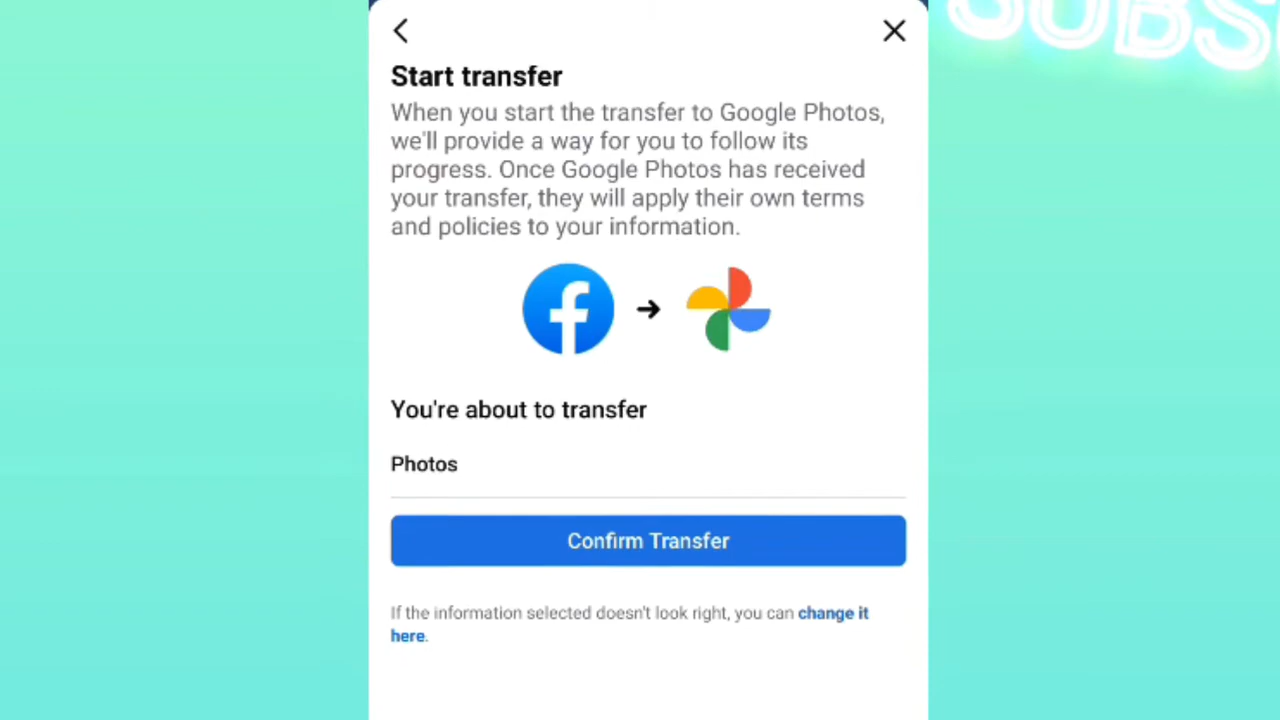 SUBS
Start transfer
When you start the transfer to Google Photos,
we'll provide a way for you to follow its
progress. Once Google Photos has received
your transfer, they will apply their own terms
and policies to your information.
You're about to transfer
Photos
Confirm Transfer
If the information selected doesn't look right, you can change it
here.